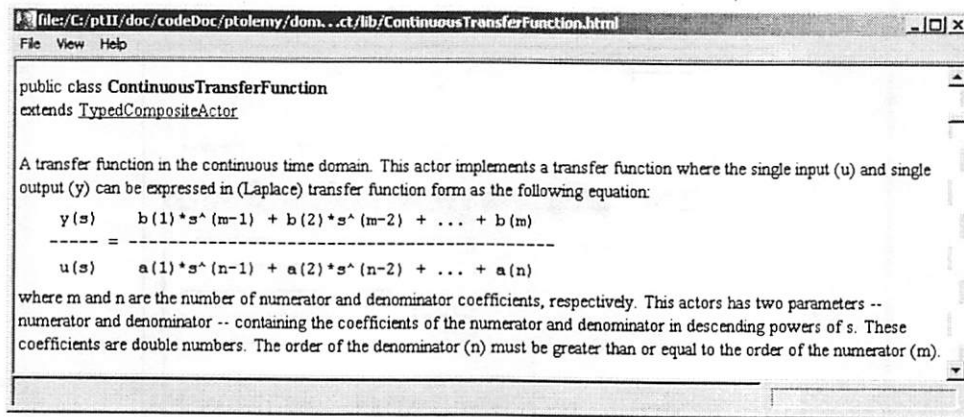 file:/C:/ptII/doc/codeDoc/ptolemy/dom...ct/lib/ContinuousTransferFunction.html
File View Help
public class ContinuousTransferFunction
extends TypedCompositeActor
A transfer function in the continuous time domain. This actor implements a transfer function where the single input (u) and single
output (y) can be expressed in (Laplace) transfer function form as the following equation:
y(s) b(1)*s^(m-1) + b(2)*s^(m-2) + ... + b(m)
----- = -------------------------------------------
u(s) a(1)*s^(n-1) + a(2)*s^(n-2) + ... + a(n)
where m and n are the number of numerator and denominator coefficients, respectively. This actors has two parameters --
numerator and denominator -- containing the coefficients of the numerator and denominator in descending powers of s. These
coefficients are double numbers. The order of the denominator (n) must be greater than or equal to the order of the numerator (m).